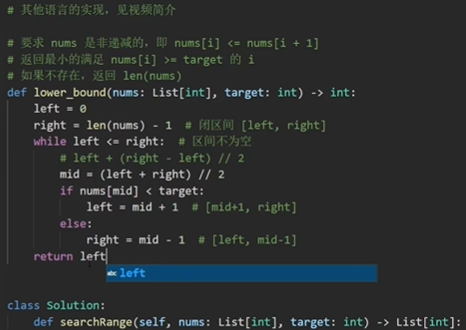 # 其他语言的实现，见视频简介
# 要求 nums 是非递减的，即 nums[i] <= nums[i + 1]
# 返回最小的满足 nums[i] >= target 的 i
# 如果不存在，返回 len(nums)
def lower_bound(nums: List[int], target: int) -> int:
    left = 0
    right = len(nums) - 1  # 闭区间 [left, right]
    while left <= right:  # 区间不为空
        # left + (right - left) // 2
        mid = (left + right) // 2
        if nums[mid] < target:
            left = mid + 1  # [mid+1, right]
        else:
            right = mid - 1  # [left, mid-1]
    return left
abc left
class Solution:
    def searchRange(self, nums: List[int], target: int) -> List[int]: